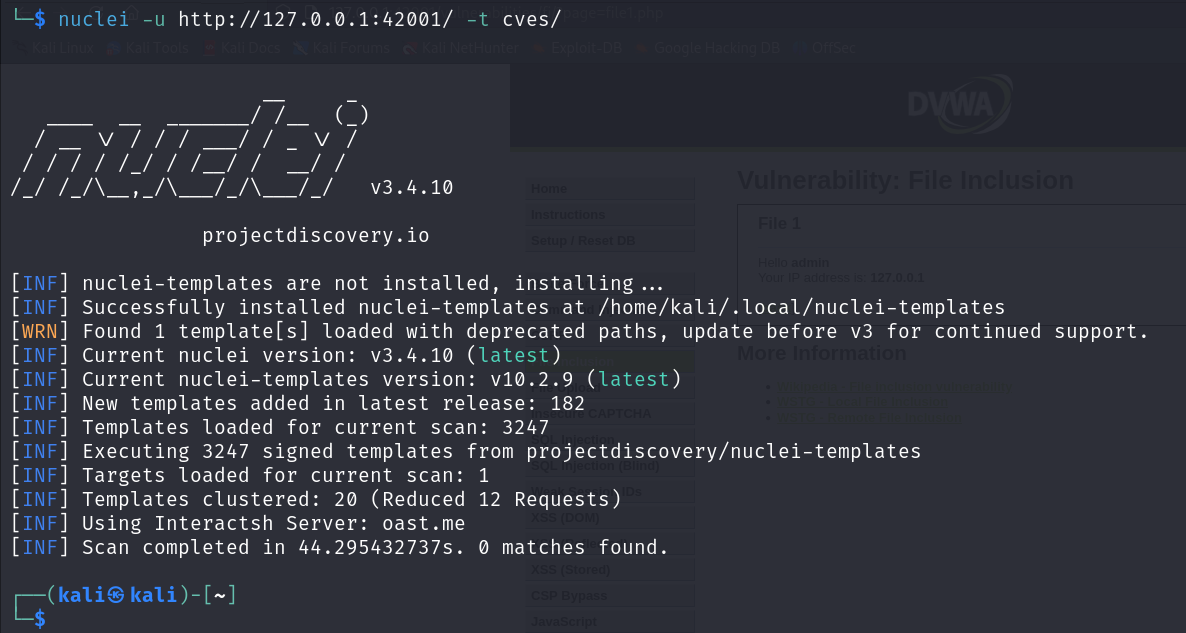 └─$ nuclei -u http://127.0.0.1:42001/ -t cves/
Kali Linux Kali Tools Kali Docs Kali Forums Kali NetHunter Exploit-DB Google Hacking DB OffSec
DVWA
nuclei v3.4.10
projectdiscovery.io
[INF] nuclei-templates are not installed, installing...
[INF] Successfully installed nuclei-templates at /home/kali/.local/nuclei-templates
[WRN] Found 1 template[s] loaded with deprecated paths, update before v3 for continued support.
[INF] Current nuclei version: v3.4.10 (latest)
[INF] Current nuclei-templates version: v10.2.9 (latest)
[INF] New templates added in latest release: 182
[INF] Templates loaded for current scan: 3247
[INF] Executing 3247 signed templates from projectdiscovery/nuclei-templates
[INF] Targets loaded for current scan: 1
[INF] Templates clustered: 20 (Reduced 12 Requests)
[INF] Using Interactsh Server: oast.me
[INF] Scan completed in 44.295432737s. 0 matches found.
┌──(kali㉿kali)-[~]
└─$
Home
Instructions
Setup / Reset DB
Insecure CAPTCHA
SQL Injection
SQL Injection (Blind)
XSS (DOM)
XSS (Stored)
CSP Bypass
JavaScript
Vulnerability: File Inclusion
File 1
Hello admin
Your IP address is: 127.0.0.1
More Information